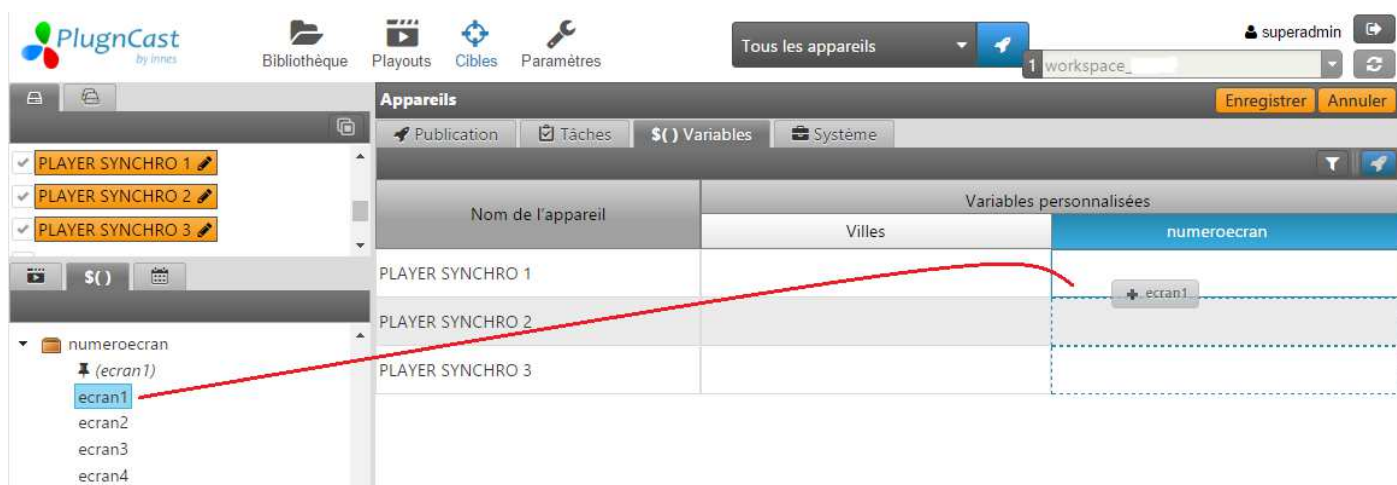 PlugnCast
by innes
Bibliothèque
Playouts
Cibles
Paramètres
Tous les appareils
superadmin
1 workspace_
Appareils
Enregistrer
Annuler
Publication
Tâches
$() Variables
Système
PLAYER SYNCHRO 1
PLAYER SYNCHRO 2
PLAYER SYNCHRO 3
Nom de l'appareil
Variables personnalisées
Villes
numeroecran
PLAYER SYNCHRO 1
ecran1
PLAYER SYNCHRO 2
PLAYER SYNCHRO 3
$()
numeroecran
(ecran1)
ecran1
ecran2
ecran3
ecran4